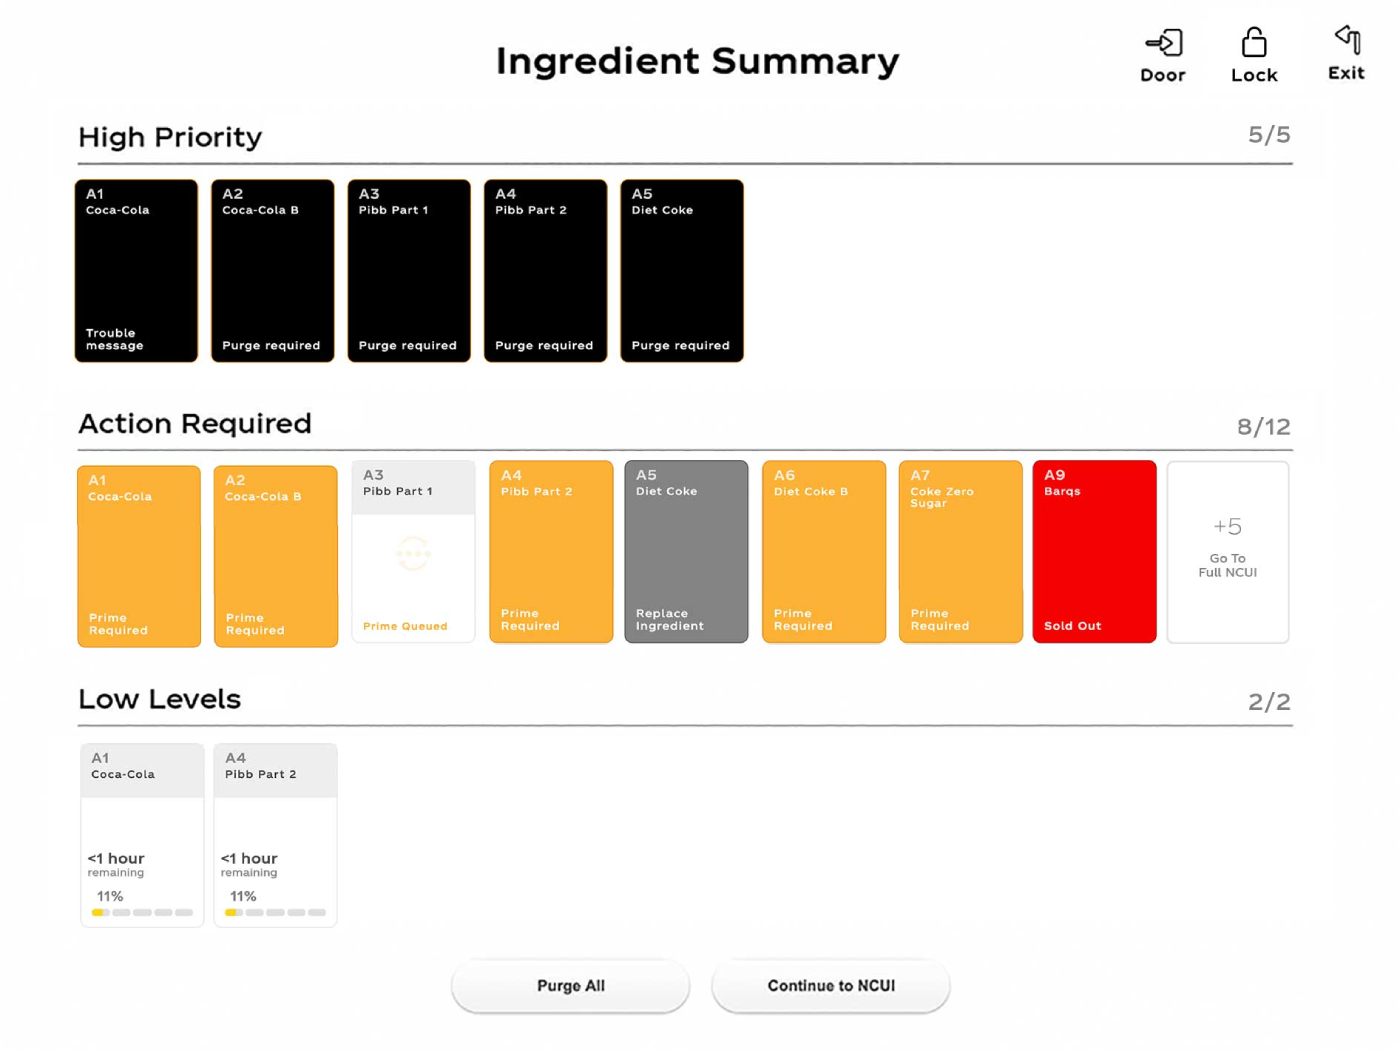 Ingredient Summary
Door
Lock
Exit
High Priority
5/5
A1
Coca-Cola
Trouble
message
A2
Coca-Cola B
Purge required
A3
Pibb Part 1
Purge required
A4
Pibb Part 2
Purge required
A5
Diet Coke
Purge required
Action Required
8/12
A1
Coca-Cola
Prime
Required
A2
Coca-Cola B
Prime
Required
A3
Pibb Part 1
Prime Queued
A4
Pibb Part 2
Prime
Required
A5
Diet Coke
Replace
Ingredient
A6
Diet Coke B
Prime
Required
A7
Coke Zero
Sugar
Prime
Required
A9
Barqs
Sold Out
+5
Go To
Full NCUI
Low Levels
2/2
A1
Coca-Cola
<1 hour
remaining
11%
A4
Pibb Part 2
<1 hour
remaining
11%
Purge All
Continue to NCUI